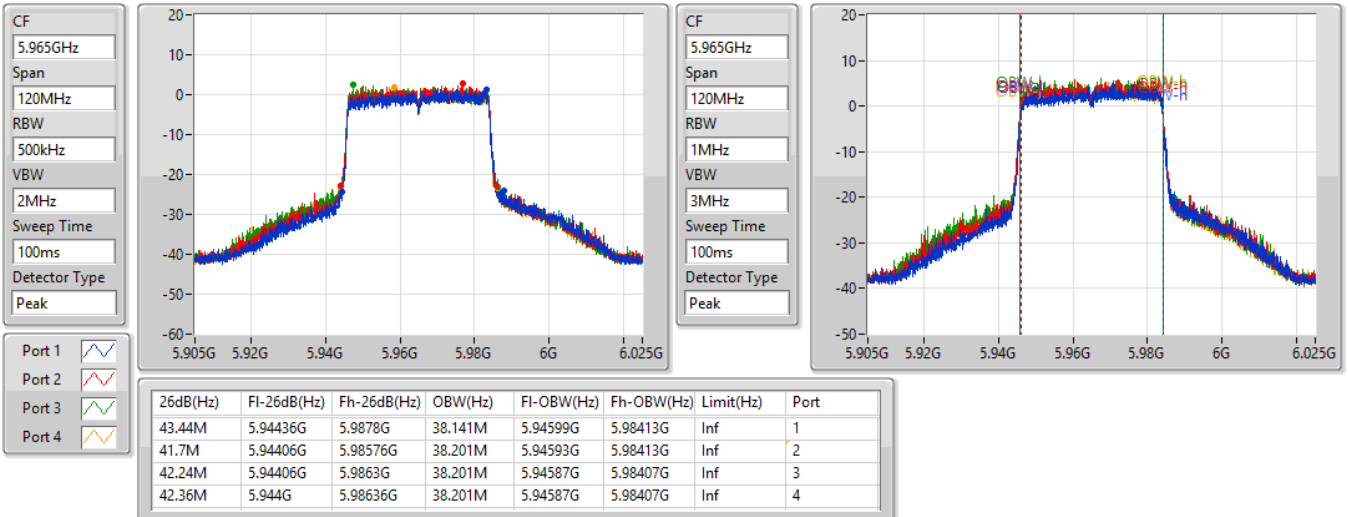 CF
5.965GHz
Span
120MHz
RBW
500kHz
VBW
2MHz
Sweep Time
100ms
Detector Type
Peak
20
10
0
-10
-20
-30
-40
-50
-60
5.905G 5.92G 5.94G 5.96G 5.98G 6G 6.025G
CF
5.965GHz
Span
120MHz
RBW
1MHz
VBW
3MHz
Sweep Time
100ms
Detector Type
Peak
20
10
0
-10
-20
-30
-40
-50
5.905G 5.92G 5.94G 5.96G 5.98G 6G 6.025G
Port 1
Port 2
Port 3
Port 4
26dB(Hz) Fl-26dB(Hz) Fh-26dB(Hz) OBW(Hz) Fl-OBW(Hz) Fh-OBW(Hz) Limit(Hz) Port
43.44M 5.94436G 5.9878G 38.141M 5.94599G 5.98413G Inf 1
41.7M 5.94406G 5.98576G 38.201M 5.94593G 5.98413G Inf 2
42.24M 5.94406G 5.9863G 38.201M 5.94587G 5.98407G Inf 3
42.36M 5.944G 5.98636G 38.201M 5.94587G 5.98407G Inf 4